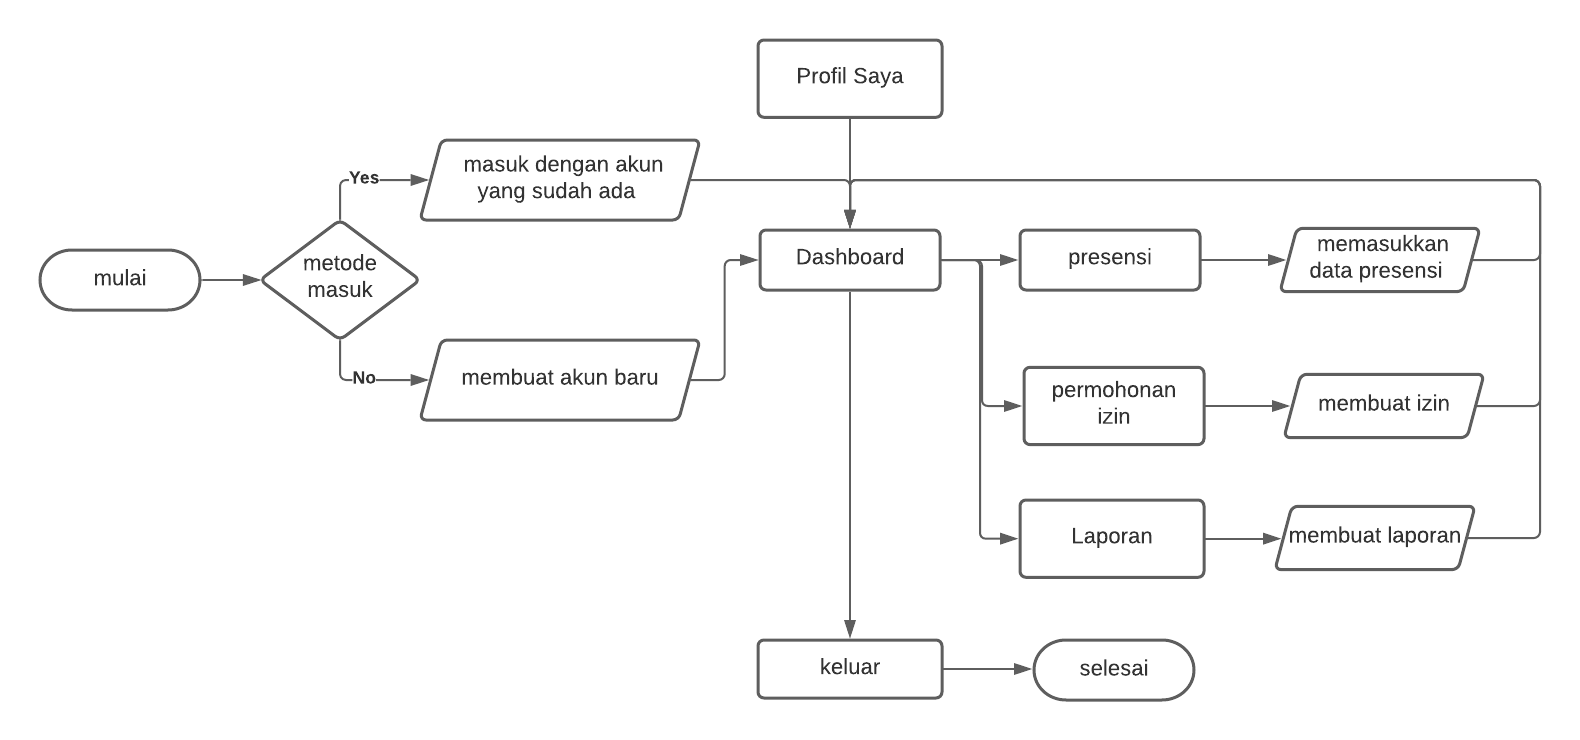 Profil Saya
masuk dengan akun
yang sudah ada
Yes
mulai
metode
masuk
No
membuat akun baru
Dashboard
presensi
memasukkan
data presensi
permohonan
izin
membuat izin
Laporan
membuat laporan
keluar
selesai